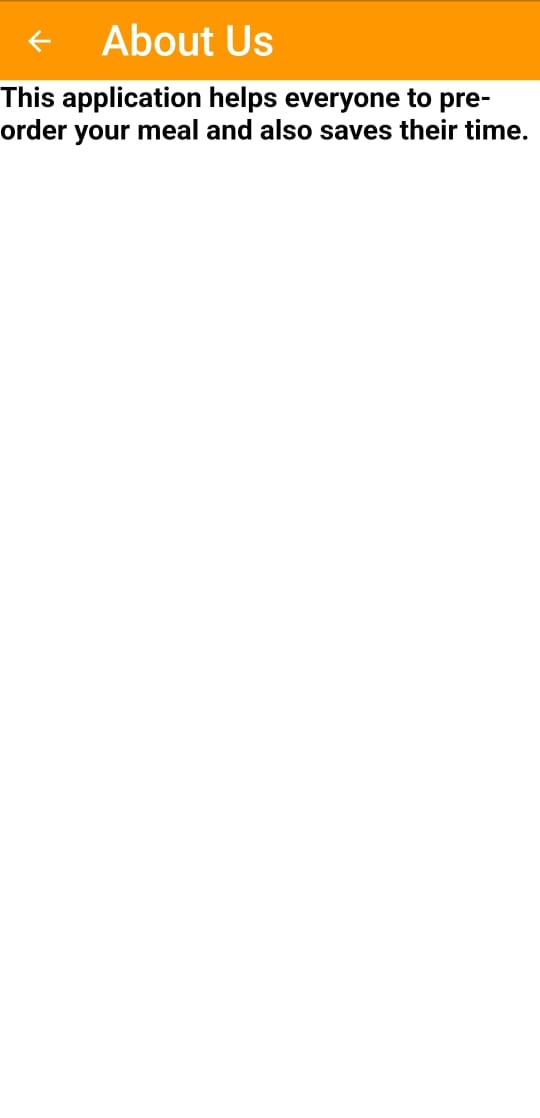 About Us
This application helps everyone to pre-
order your meal and also saves their time.